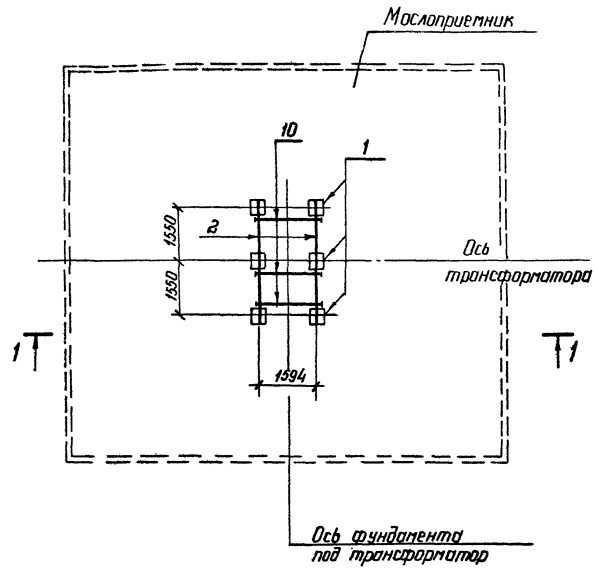 Маслоприемник
10
1
1550
2
Ось
трансформатора
1550
1
1
1594
Ось фундамента
под трансформатор